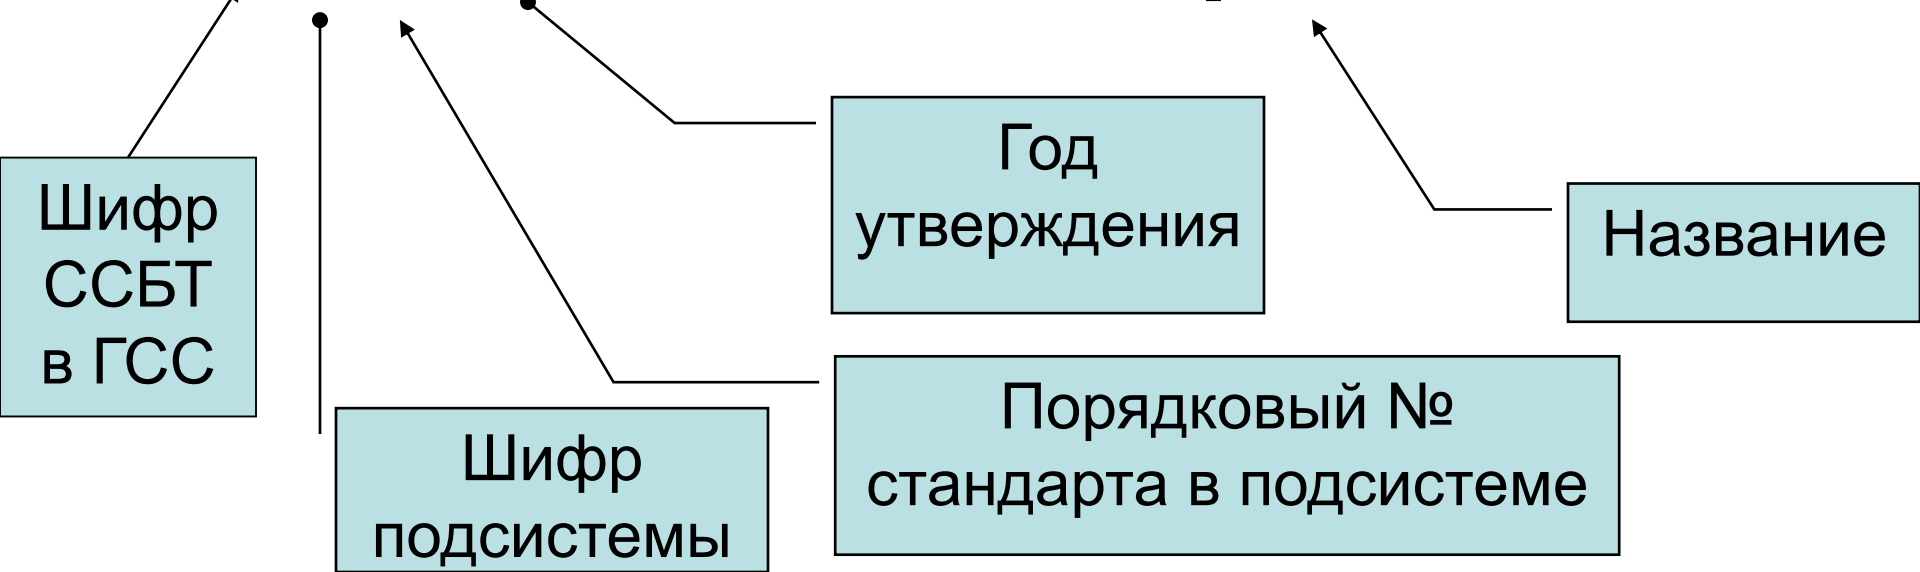 Шифр
ССБТ
в ГСС
Шифр
подсистемы
Год
утверждения
Порядковый №
стандарта в подсистеме
Название